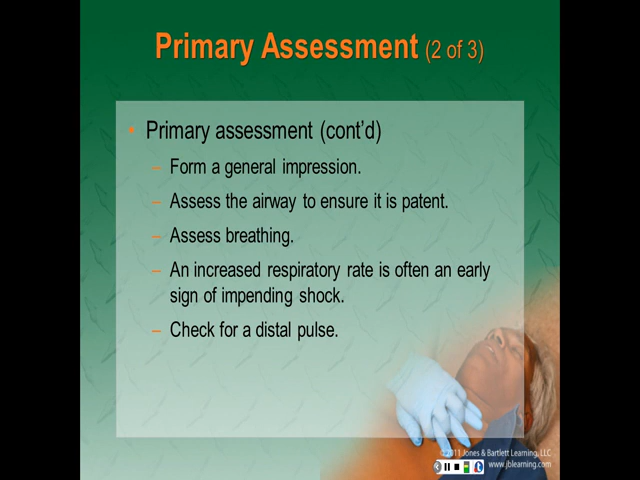 Primary Assessment (2 of 3)
• Primary assessment (cont'd)
– Form a general impression.
– Assess the airway to ensure it is patent.
– Assess breathing.
– An increased respiratory rate is often an early
sign of impending shock.
– Check for a distal pulse.
© 2011 Jones & Bartlett Learning, LLC
www.jblearning.com